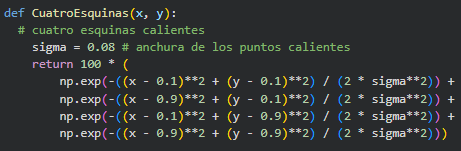 def CuatroEsquinas(x, y):
  # cuatro esquinas calientes
    sigma = 0.08 # anchura de los puntos calientes
    return 100 * (
        np.exp(-((x - 0.1)**2 + (y - 0.1)**2) / (2 * sigma**2)) +
        np.exp(-((x - 0.9)**2 + (y - 0.1)**2) / (2 * sigma**2)) +
        np.exp(-((x - 0.1)**2 + (y - 0.9)**2) / (2 * sigma**2)) +
        np.exp(-((x - 0.9)**2 + (y - 0.9)**2) / (2 * sigma**2)))